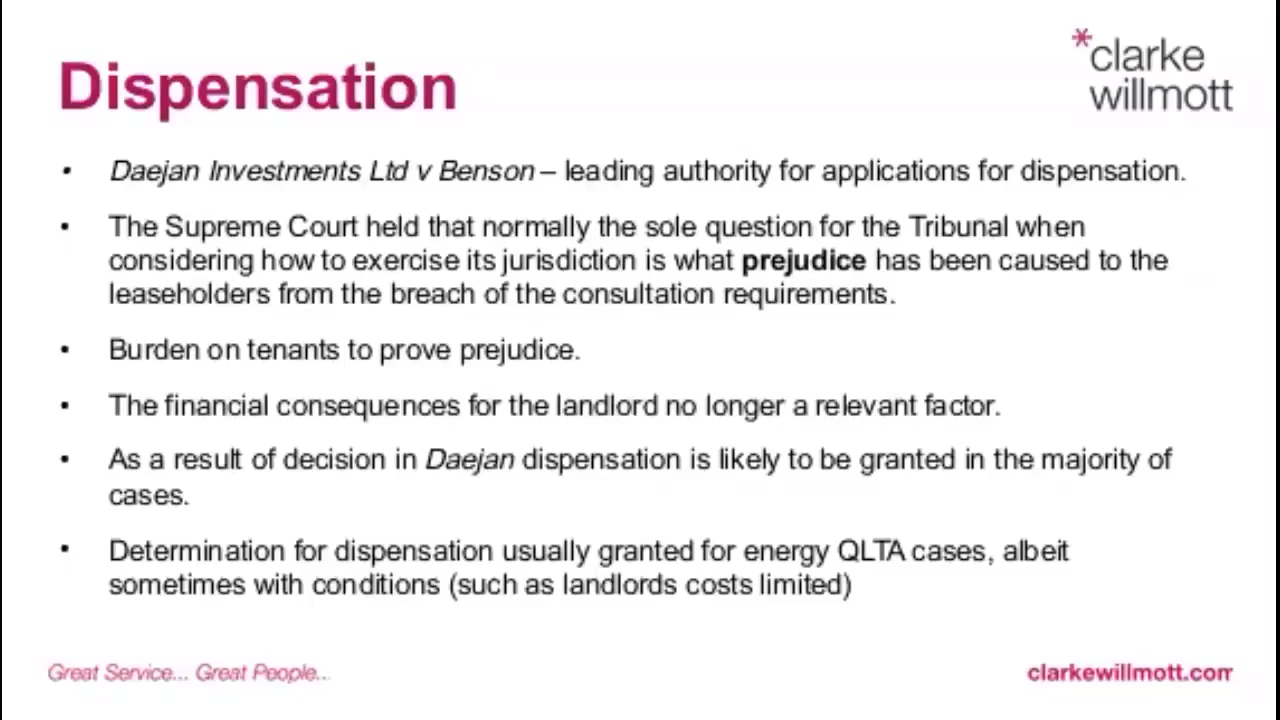 Dispensation
*clarke
willmott
• Daejan Investments Ltd v Benson – leading authority for applications for dispensation.
• The Supreme Court held that normally the sole question for the Tribunal when
considering how to exercise its jurisdiction is what prejudice has been caused to the
leaseholders from the breach of the consultation requirements.
• Burden on tenants to prove prejudice.
• The financial consequences for the landlord no longer a relevant factor.
• As a result of decision in Daejan dispensation is likely to be granted in the majority of
cases.
• Determination for dispensation usually granted for energy QLTA cases, albeit
sometimes with conditions (such as landlords costs limited)
Great Service... Great People...
clarkewillmott.com